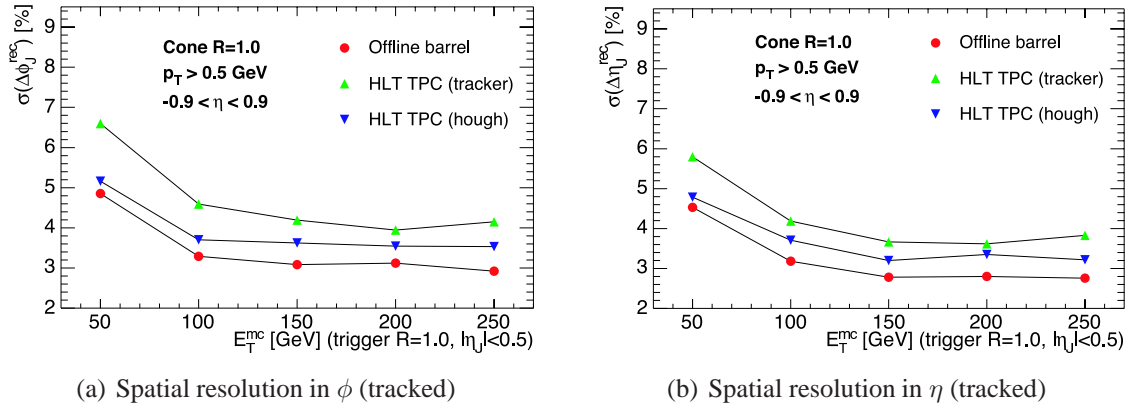 σ(Δϕ_J^rec) [%]
9
8
7
6
5
4
3
2
Cone R=1.0
p_T > 0.5 GeV
-0.9 < η < 0.9
Offline barrel
HLT TPC (tracker)
HLT TPC (hough)
50 100 150 200 250
E_T^mc [GeV] (trigger R=1.0, |η_J|<0.5)
(a) Spatial resolution in ϕ (tracked)
σ(Δη_J^rec) [%]
9
8
7
6
5
4
3
2
Cone R=1.0
p_T > 0.5 GeV
-0.9 < η < 0.9
Offline barrel
HLT TPC (tracker)
HLT TPC (hough)
50 100 150 200 250
E_T^mc [GeV] (trigger R=1.0, |η_J|<0.5)
(b) Spatial resolution in η (tracked)